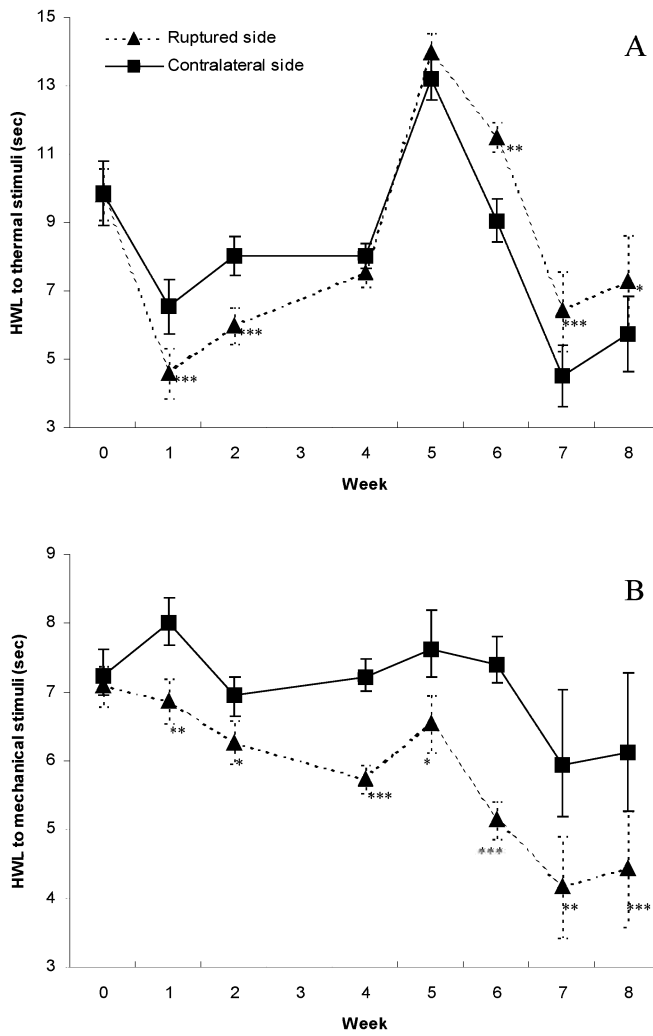 15
13
11
9
7
5
3
HWL to thermal stimuli (sec)
Ruptured side
Contralateral side
A
***
***
**
***
*
0 1 2 3 4 5 6 7 8
Week
9
8
7
6
5
4
3
HWL to mechanical stimuli (sec)
B
**
*
***
*
***
**
***
0 1 2 3 4 5 6 7 8
Week